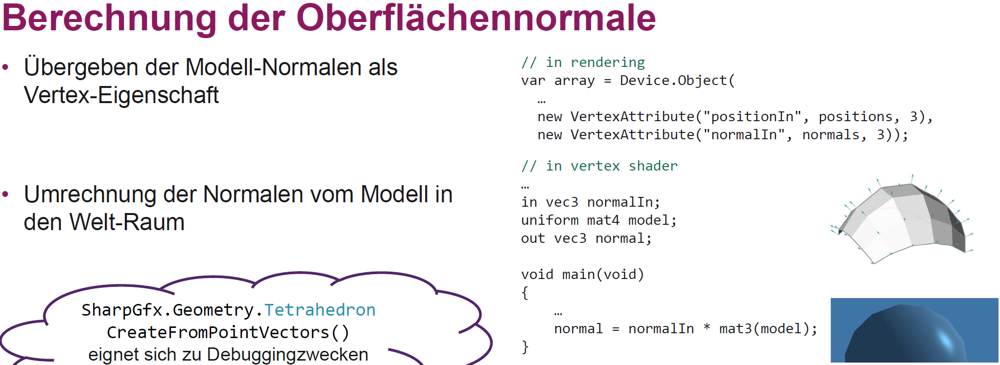 Berechnung der Oberflächennormale
• Übergeben der Modell-Normalen als
Vertex-Eigenschaft
• Umrechnung der Normalen vom Modell in
den Welt-Raum
SharpGfx.Geometry.Tetrahedron
CreateFromPointVectors()
eignet sich zu Debuggingzwecken
// in rendering
var array = Device.Object(
…
new VertexAttribute("positionIn", positions, 3),
new VertexAttribute("normalIn", normals, 3));
// in vertex shader
…
in vec3 normalIn;
uniform mat4 model;
out vec3 normal;
void main(void)
{
…
normal = normalIn * mat3(model);
}